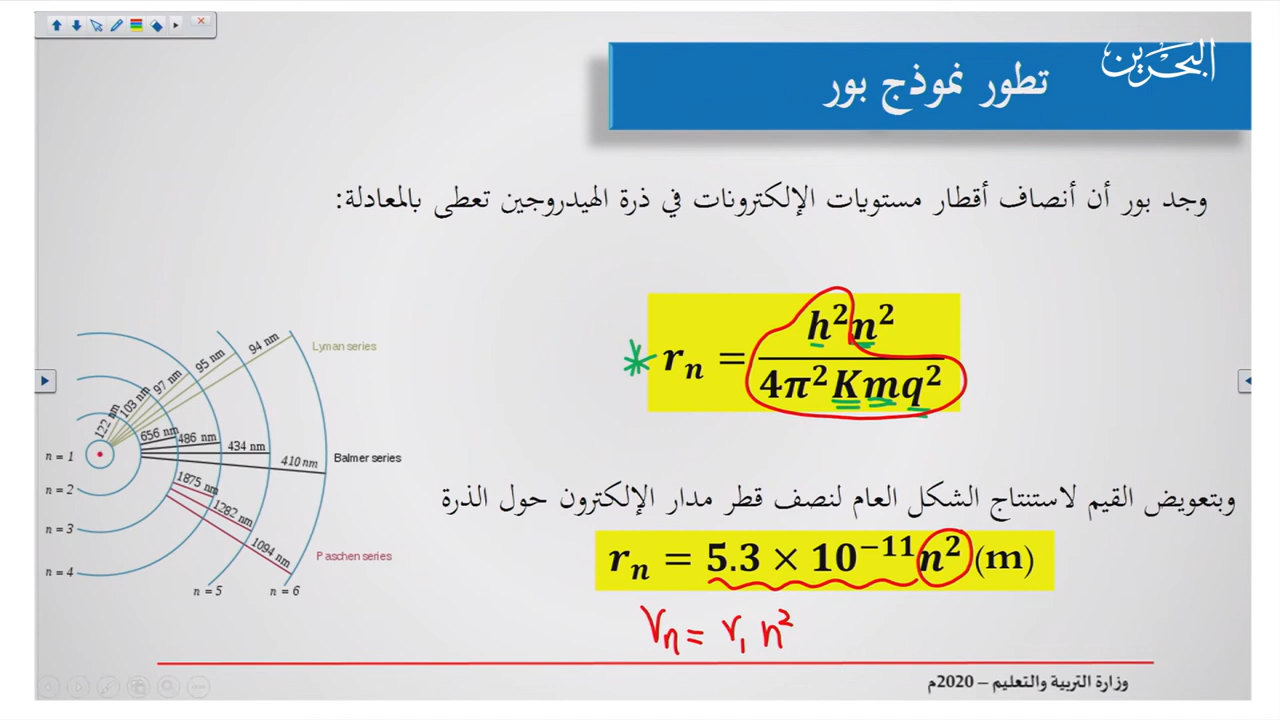 البحرين
تطور نموذج بور
وجد بور أن أنصاف أقطار مستويات الإلكترونات في ذرة الهيدروجين تعطى بالمعادلة:
* rₙ = h²n² / 4π²Kmq²
94 nm
Lyman series
95 nm
97 nm
103 nm
122 nm
656 nm
486 nm
434 nm
410 nm
Balmer series
1875 nm
1282 nm
1094 nm
Paschen series
n = 1
n = 2
n = 3
n = 4
n = 5
n = 6
وبتعويض القيم لاستنتاج الشكل العام لنصف قطر مدار الإلكترون حول الذرة
rₙ = 5.3 × 10⁻¹¹n² (m)
rₙ = r₁ n²
وزارة التربية والتعليم – 2020م